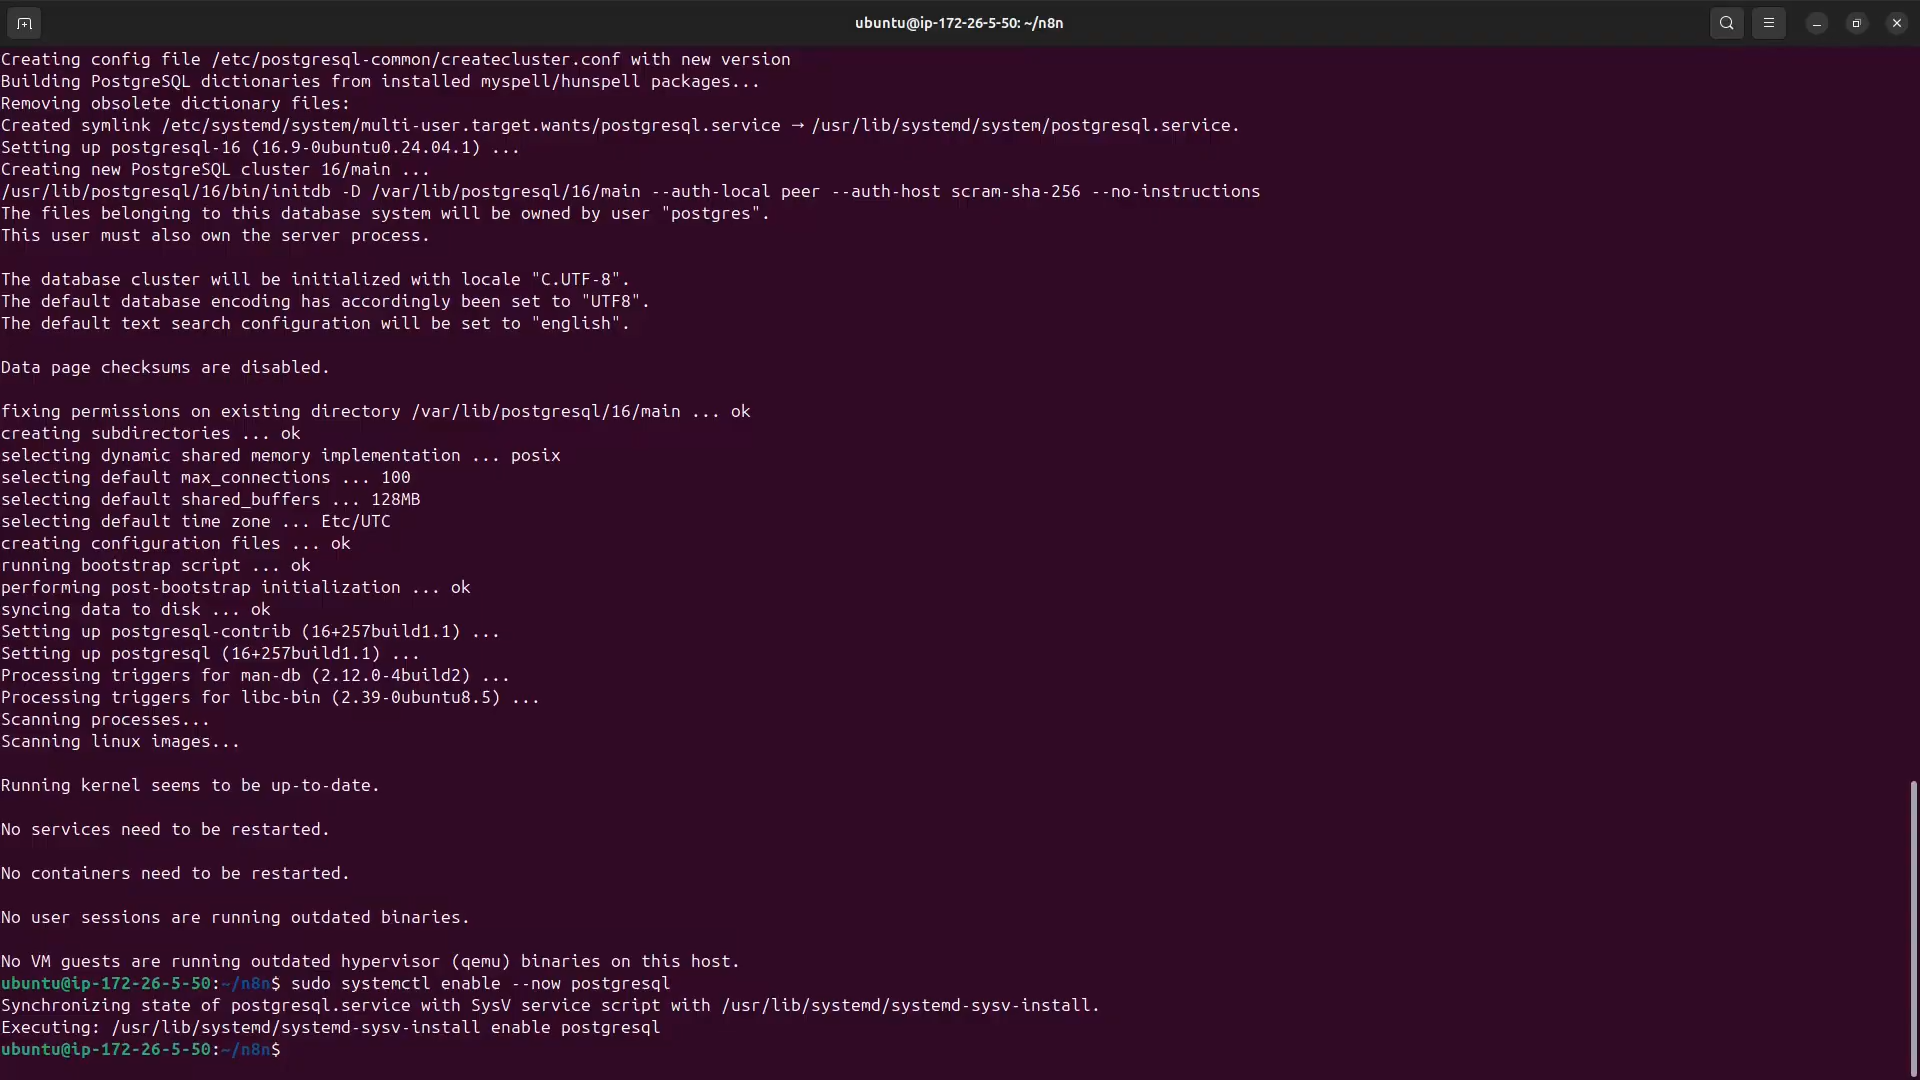 ubuntu@ip-172-26-5-50: ~/n8n
Creating config file /etc/postgresql-common/createcluster.conf with new version
Building PostgreSQL dictionaries from installed myspell/hunspell packages...
Removing obsolete dictionary files:
Created symlink /etc/systemd/system/multi-user.target.wants/postgresql.service → /usr/lib/systemd/system/postgresql.service.
Setting up postgresql-16 (16.9-0ubuntu0.24.04.1) ...
Creating new PostgreSQL cluster 16/main ...
/usr/lib/postgresql/16/bin/initdb -D /var/lib/postgresql/16/main --auth-local peer --auth-host scram-sha-256 --no-instructions
The files belonging to this database system will be owned by user "postgres".
This user must also own the server process.
The database cluster will be initialized with locale "C.UTF-8".
The default database encoding has accordingly been set to "UTF8".
The default text search configuration will be set to "english".
Data page checksums are disabled.
fixing permissions on existing directory /var/lib/postgresql/16/main ... ok
creating subdirectories ... ok
selecting dynamic shared memory implementation ... posix
selecting default max_connections ... 100
selecting default shared_buffers ... 128MB
selecting default time zone ... Etc/UTC
creating configuration files ... ok
running bootstrap script ... ok
performing post-bootstrap initialization ... ok
syncing data to disk ... ok
Setting up postgresql-contrib (16+257build1.1) ...
Setting up postgresql (16+257build1.1) ...
Processing triggers for man-db (2.12.0-4build2) ...
Processing triggers for libc-bin (2.39-0ubuntu8.5) ...
Scanning processes...
Scanning linux images...
Running kernel seems to be up-to-date.
No services need to be restarted.
No containers need to be restarted.
No user sessions are running outdated binaries.
No VM guests are running outdated hypervisor (qemu) binaries on this host.
ubuntu@ip-172-26-5-50:~/n8n$ sudo systemctl enable --now postgresql
Synchronizing state of postgresql.service with SysV service script with /usr/lib/systemd/systemd-sysv-install.
Executing: /usr/lib/systemd/systemd-sysv-install enable postgresql
ubuntu@ip-172-26-5-50:~/n8n$